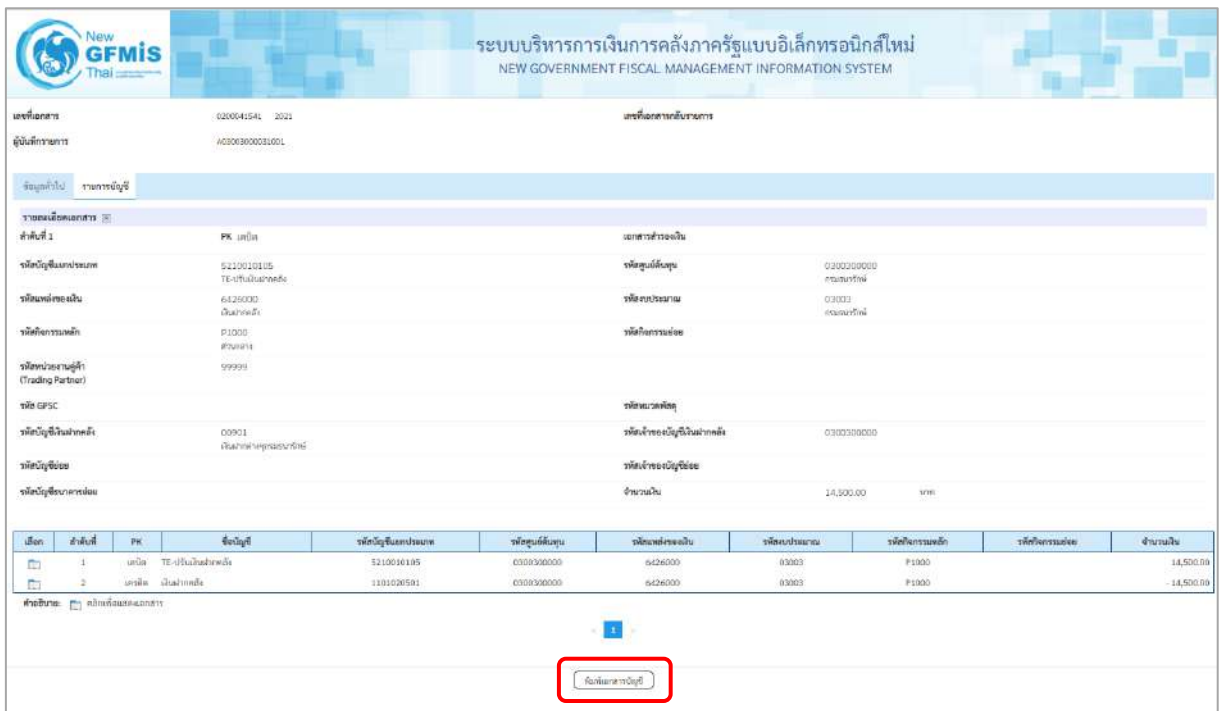 New
GFMiS
Thai
ระบบบริหารการเงินการคลังภาครัฐแบบอิเล็กทรอนิกส์ใหม่
NEW GOVERNMENT FISCAL MANAGEMENT INFORMATION SYSTEM
เลขที่เอกสาร 0200041541 2021 เลขที่เอกสารกลับรายการ
ผู้บันทึกรายการ A03003000031001
ข้อมูลทั่วไป รายการบัญชี
รายละเอียดเอกสาร
ลำดับที่ 1 PK เดบิต เอกสารสำรองเงิน
รหัสบัญชีแยกประเภท 5210010105 รหัสศูนย์ต้นทุน 0300300000
TE-ปรับเงินฝากคลัง กรมธนารักษ์
รหัสแหล่งของเงิน 6426000 รหัสงบประมาณ 03003
เงินฝากคลัง กรมธนารักษ์
รหัสกิจกรรมหลัก P1000 รหัสกิจกรรมย่อย
ส่วนกลาง
รหัสหน่วยงานคู่ค้า 99999
(Trading Partner)
รหัส GPSC รหัสหมวดพัสดุ
รหัสบัญชีเงินฝากคลัง 00901 รหัสเจ้าของบัญชีเงินฝากคลัง 0300300000
รหัสบัญชีย่อย รหัสเจ้าของบัญชีย่อย
รหัสบัญชีธนาคารย่อย จำนวนเงิน 14,500.00 บาท
เลือก ลำดับที่ PK ชื่อบัญชี รหัสบัญชีแยกประเภท รหัสศูนย์ต้นทุน รหัสแหล่งของเงิน รหัสงบประมาณ รหัสกิจกรรมหลัก รหัสกิจกรรมย่อย จำนวนเงิน
1 เดบิต TE-ปรับเงินฝากคลัง 5210010105 0300300000 6426000 03003 P1000 14,500.00
2 เครดิต เงินฝากคลัง 1101020501 0300300000 6426000 03003 P1000 - 14,500.00
คำอธิบาย: คลิกเพื่อแสดงเอกสาร
< 1 >
พิมพ์เอกสารบัญชี